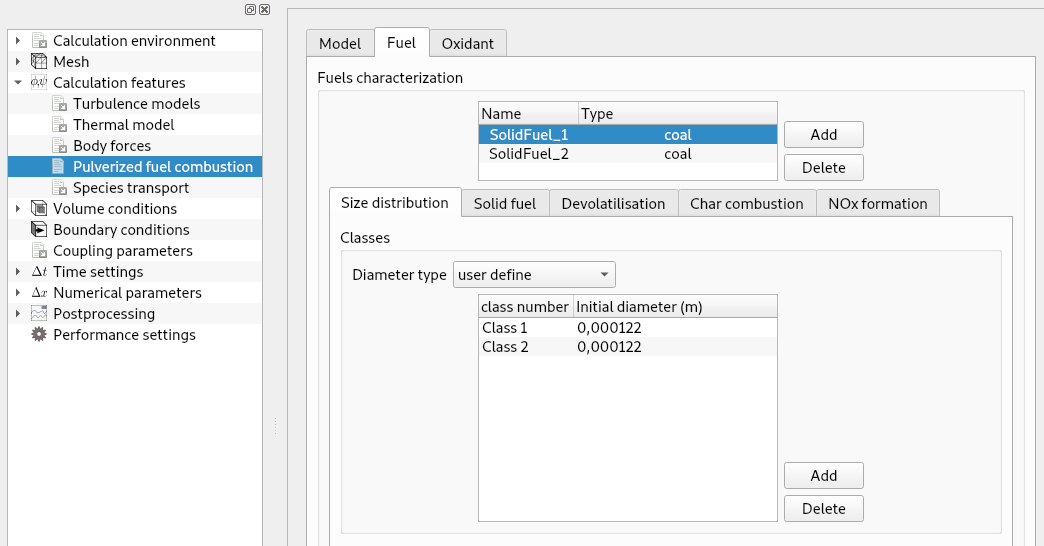 Calculation environment
Mesh
Calculation features
Turbulence models
Thermal model
Body forces
Pulverized fuel combustion
Species transport
Volume conditions
Boundary conditions
Coupling parameters
Δt Time settings
Δx Numerical parameters
Postprocessing
Performance settings
Model Fuel Oxidant
Fuels characterization
Name Type
SolidFuel_1 coal
SolidFuel_2 coal
Add
Delete
Size distribution Solid fuel Devolatilisation Char combustion NOx formation
Classes
Diameter type user define
class number Initial diameter (m)
Class 1 0,000122
Class 2 0,000122
Add
Delete